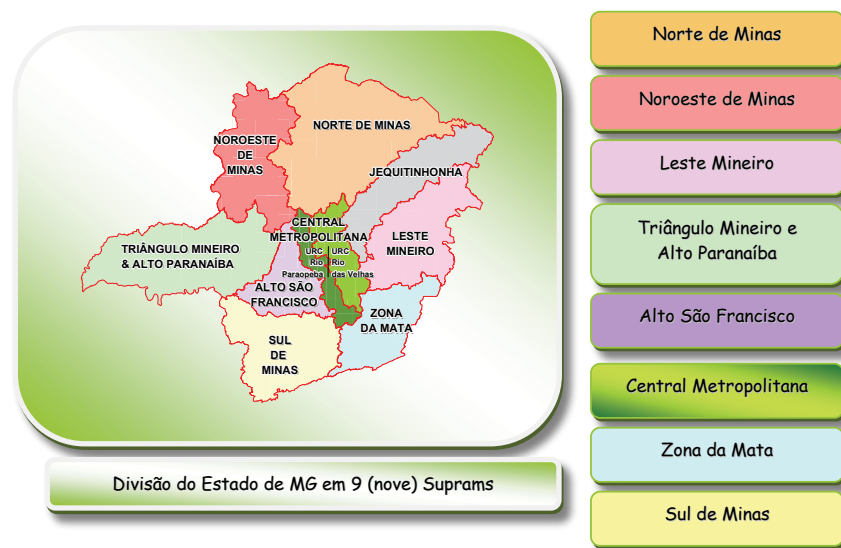 NORTE DE MINAS
NOROESTE
DE
MINAS
JEQUITINHONHA
CENTRAL
METROPOLITANA
URC
Rio
Paraopeba
URC
Rio
das Velhas
LESTE
MINEIRO
TRIÂNGULO MINEIRO
& ALTO PARANAÍBA
ALTO SÃO
FRANCISCO
ZONA
DA MATA
SUL
DE
MINAS
Divisão do Estado de MG em 9 (nove) Suprams
Norte de Minas
Noroeste de Minas
Leste Mineiro
Triângulo Mineiro e
Alto Paranaíba
Alto São Francisco
Central Metropolitana
Zona da Mata
Sul de Minas